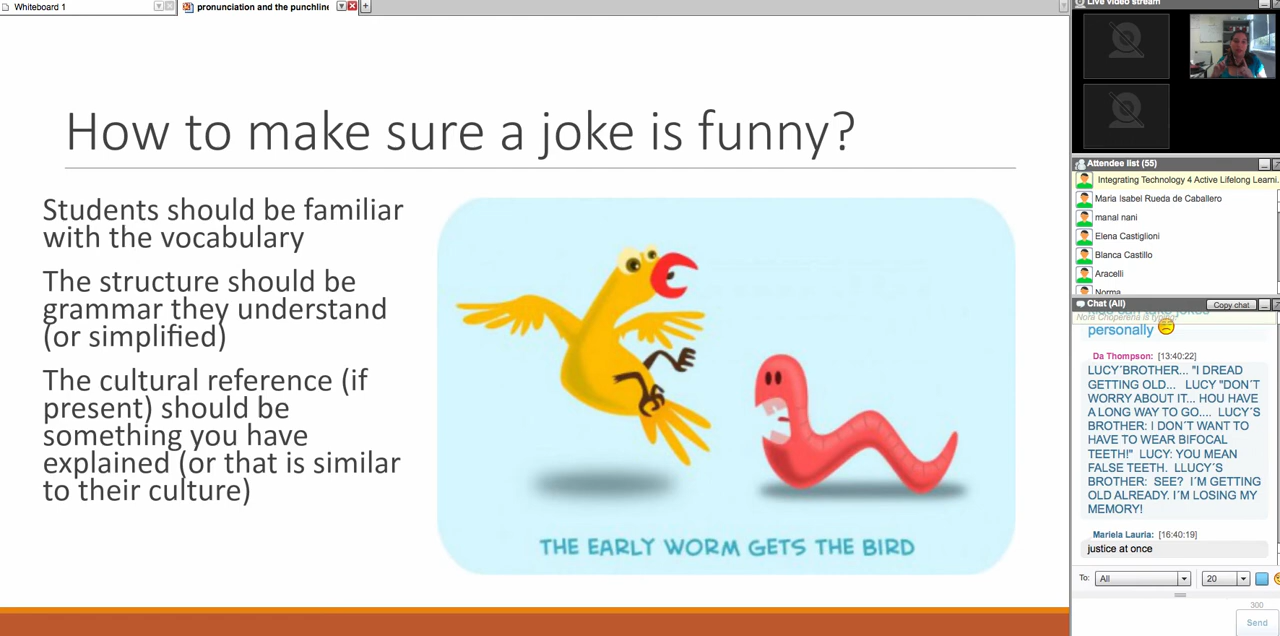 Whiteboard 1
pronunciation and the punchline
How to make sure a joke is funny?
Students should be familiar
with the vocabulary
The structure should be
grammar they understand
(or simplified)
The cultural reference (if
present) should be
something you have
explained (or that is similar
to their culture)
THE EARLY WORM GETS THE BIRD
Live video stream
Attendee list (55)
Integrating Technology 4 Active Lifelong Learni.
Maria Isabel Rueda de Caballero
manal nani
Elena Castiglioni
Blanca Castillo
Aracelli
Norma
Chat (All)
Copy chat
Nora Choperena is typing
personally
Da Thompson: [13:40:22]
LUCY´BROTHER... "I DREAD
GETTING OLD... LUCY "DON´T
WORRY ABOUT IT... HOU HAVE
A LONG WAY TO GO.... LUCY´S
BROTHER: I DON´T WANT TO
HAVE TO WEAR BIFOCAL
TEETH!" LUCY: YOU MEAN
FALSE TEETH. LLUCY´S
BROTHER: SEE? I´M GETTING
OLD ALREADY. I´M LOSING MY
MEMORY!
Mariela Lauria: [16:40:19]
justice at once
To: All 20
300
Send